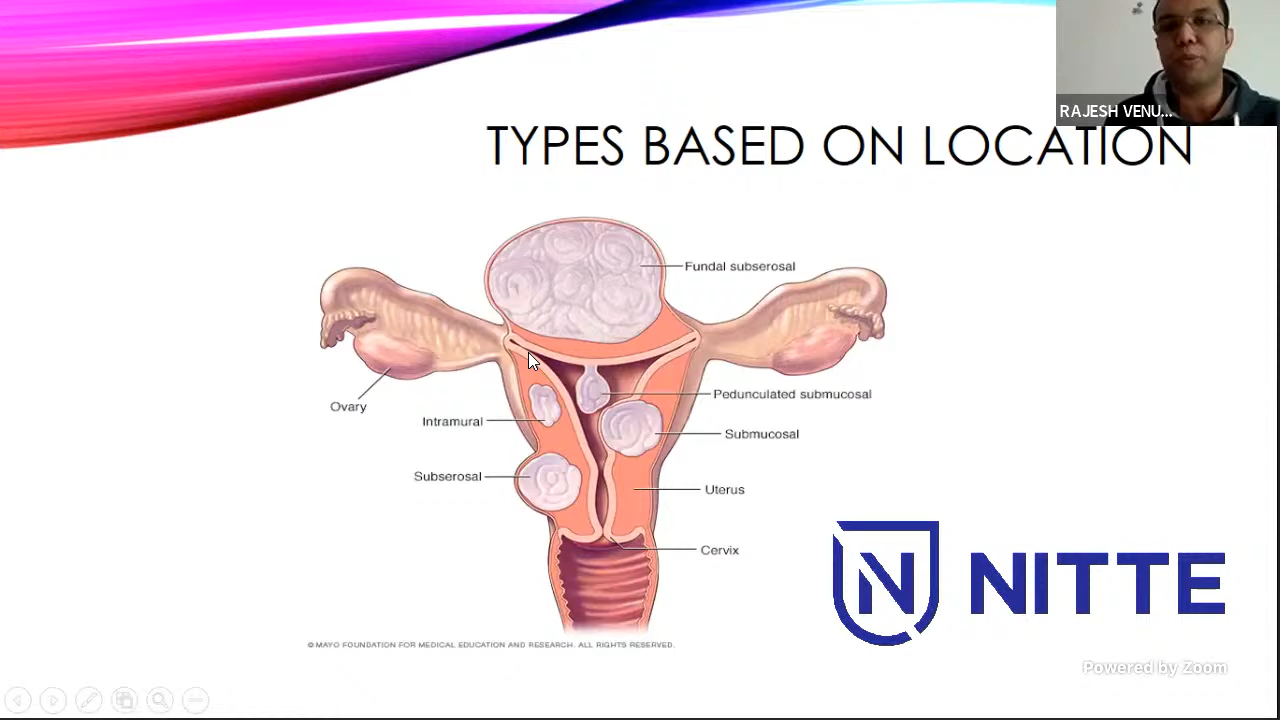 RAJESH VENU...
TYPES BASED ON LOCATION
Fundal subserosal
Ovary
Pedunculated submucosal
Intramural
Submucosal
Subserosal
Uterus
Cervix
N NITTE
© MAYO FOUNDATION FOR MEDICAL EDUCATION AND RESEARCH. ALL RIGHTS RESERVED.
Powered by Zoom